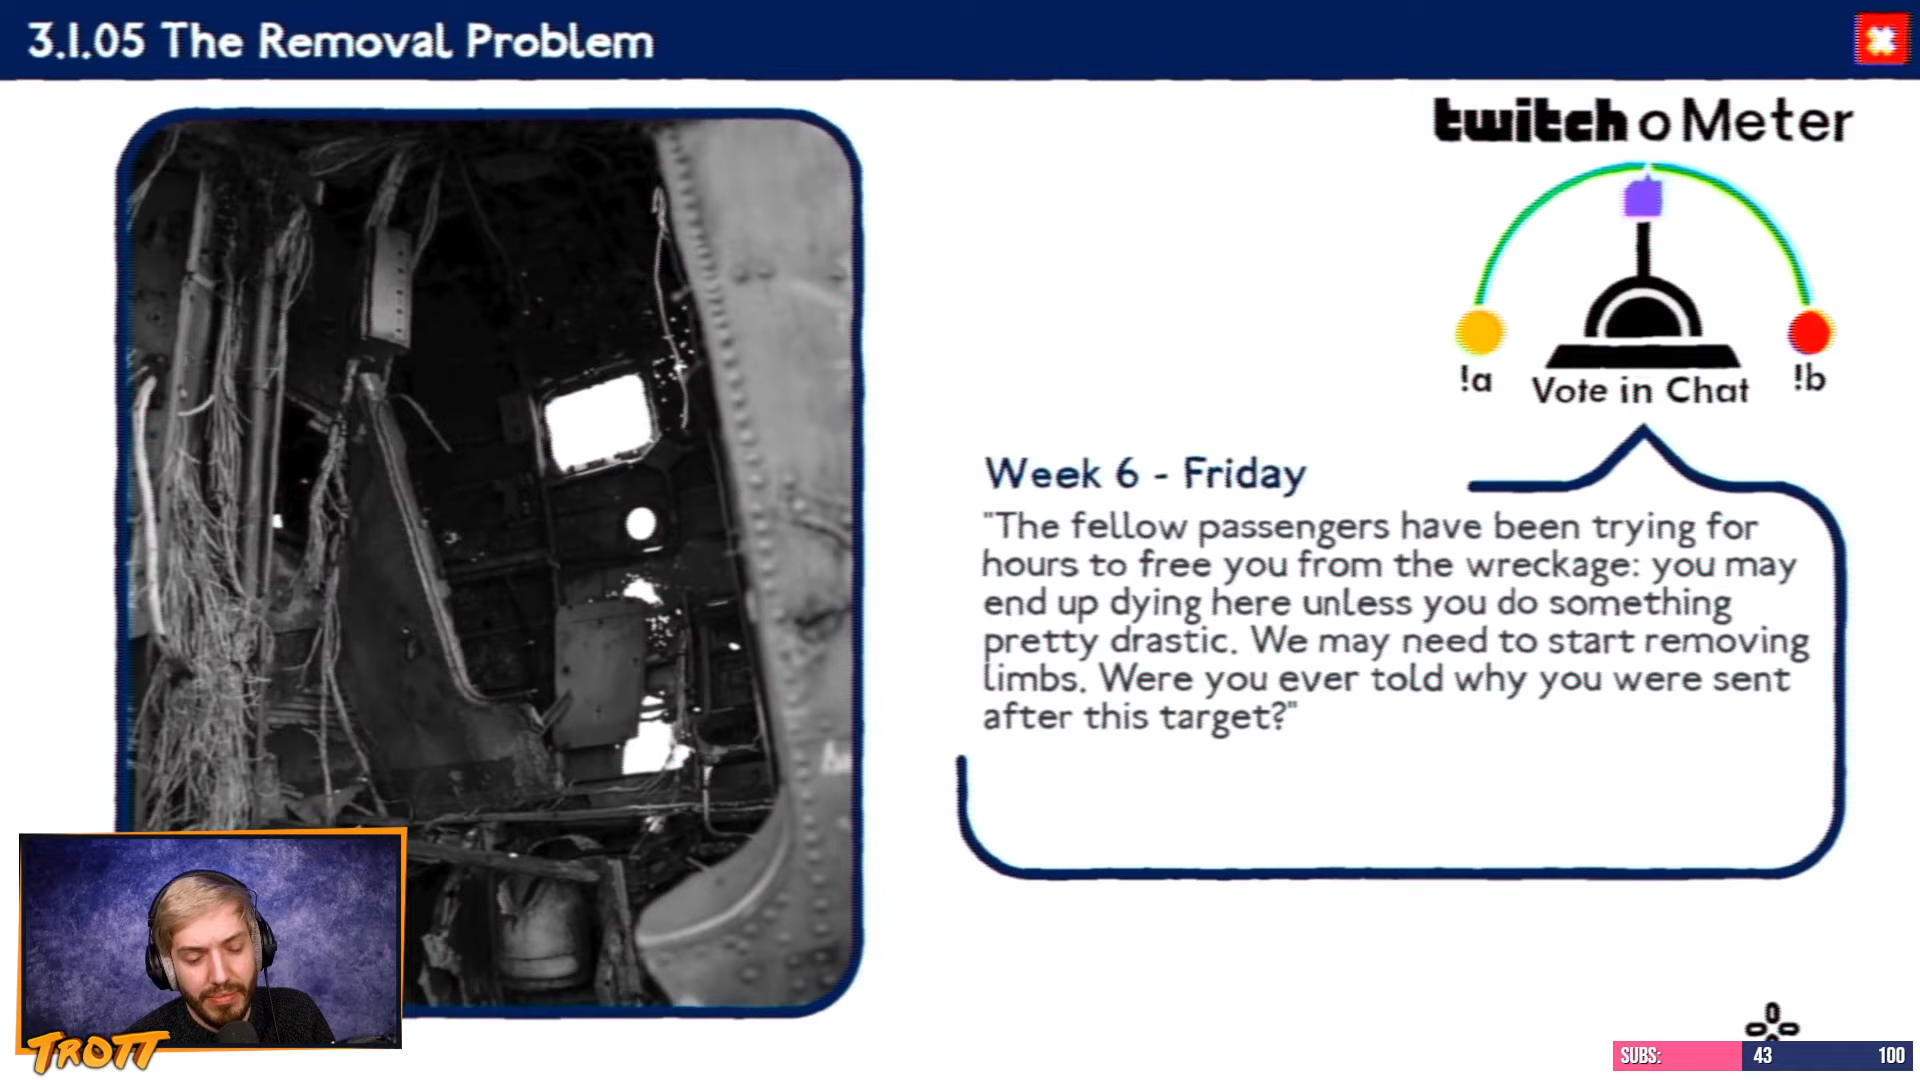 3.1.05 The Removal Problem
twitch o Meter
!a
Vote in Chat
!b
Week 6 - Friday
"The fellow passengers have been trying for
hours to free you from the wreckage: you may
end up dying here unless you do something
pretty drastic. We may need to start removing
limbs. Were you ever told why you were sent
after this target?"
TROTT
SUBS:
43
100